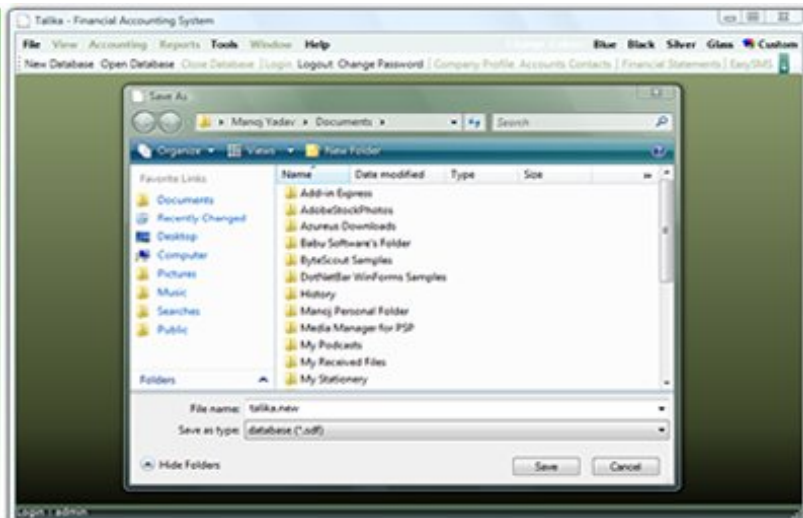 Talika - Financial Accounting System
File View Accounting Reports Tools Window Help Blue Black Silver Glass Custom
New Database Open Database Close Database Login Logout Change Password Company Profile Accounts Contacts Financial Statements EasySMS
Save As
Manoj Yadav Documents Search
Organize Views New Folder
Favorite Links Name Date modified Type Size
Documents
Recently Changed
Desktop
Computer
Pictures
Music
Searches
Public
Folders
Add-in Express
AdobeStockPhotos
Azureus Downloads
Babu Software's Folder
ByteScout Samples
DotNetBar WinForms Samples
History
Manoj Personal Folder
Media Manager for PSP
My Podcasts
My Received Files
My Stationery
File name: talika.new
Save as type: database (*.sdf)
Hide Folders Save Cancel
Login : admin